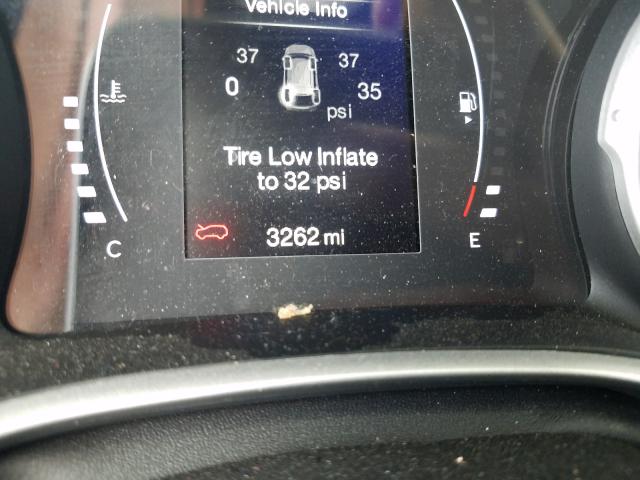 Vehicle Info
37 37
0 35
psi
Tire Low Inflate
to 32 psi
3262 mi
C E